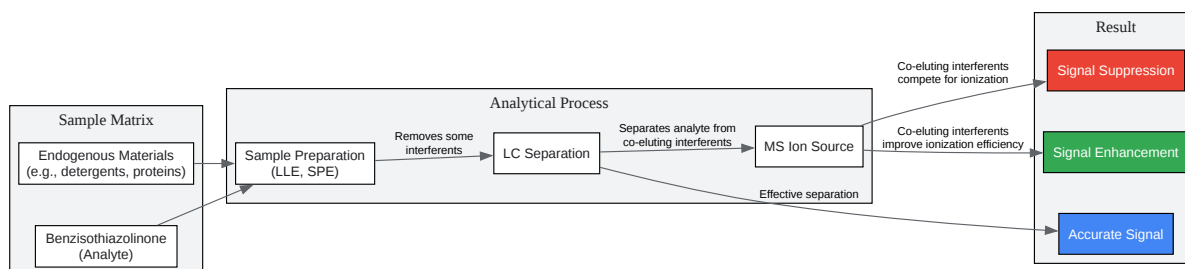 Sample Matrix
Endogenous Materials
(e.g., detergents, proteins)
Benzisothiazolinone
(Analyte)
Analytical Process
Sample Preparation
(LLE, SPE)
Removes some
interferents
LC Separation
Separates analyte from
co-eluting interferents
MS Ion Source
Effective separation
Co-eluting interferents
compete for ionization
Co-eluting interferents
improve ionization efficiency
Result
Signal Suppression
Signal Enhancement
Accurate Signal